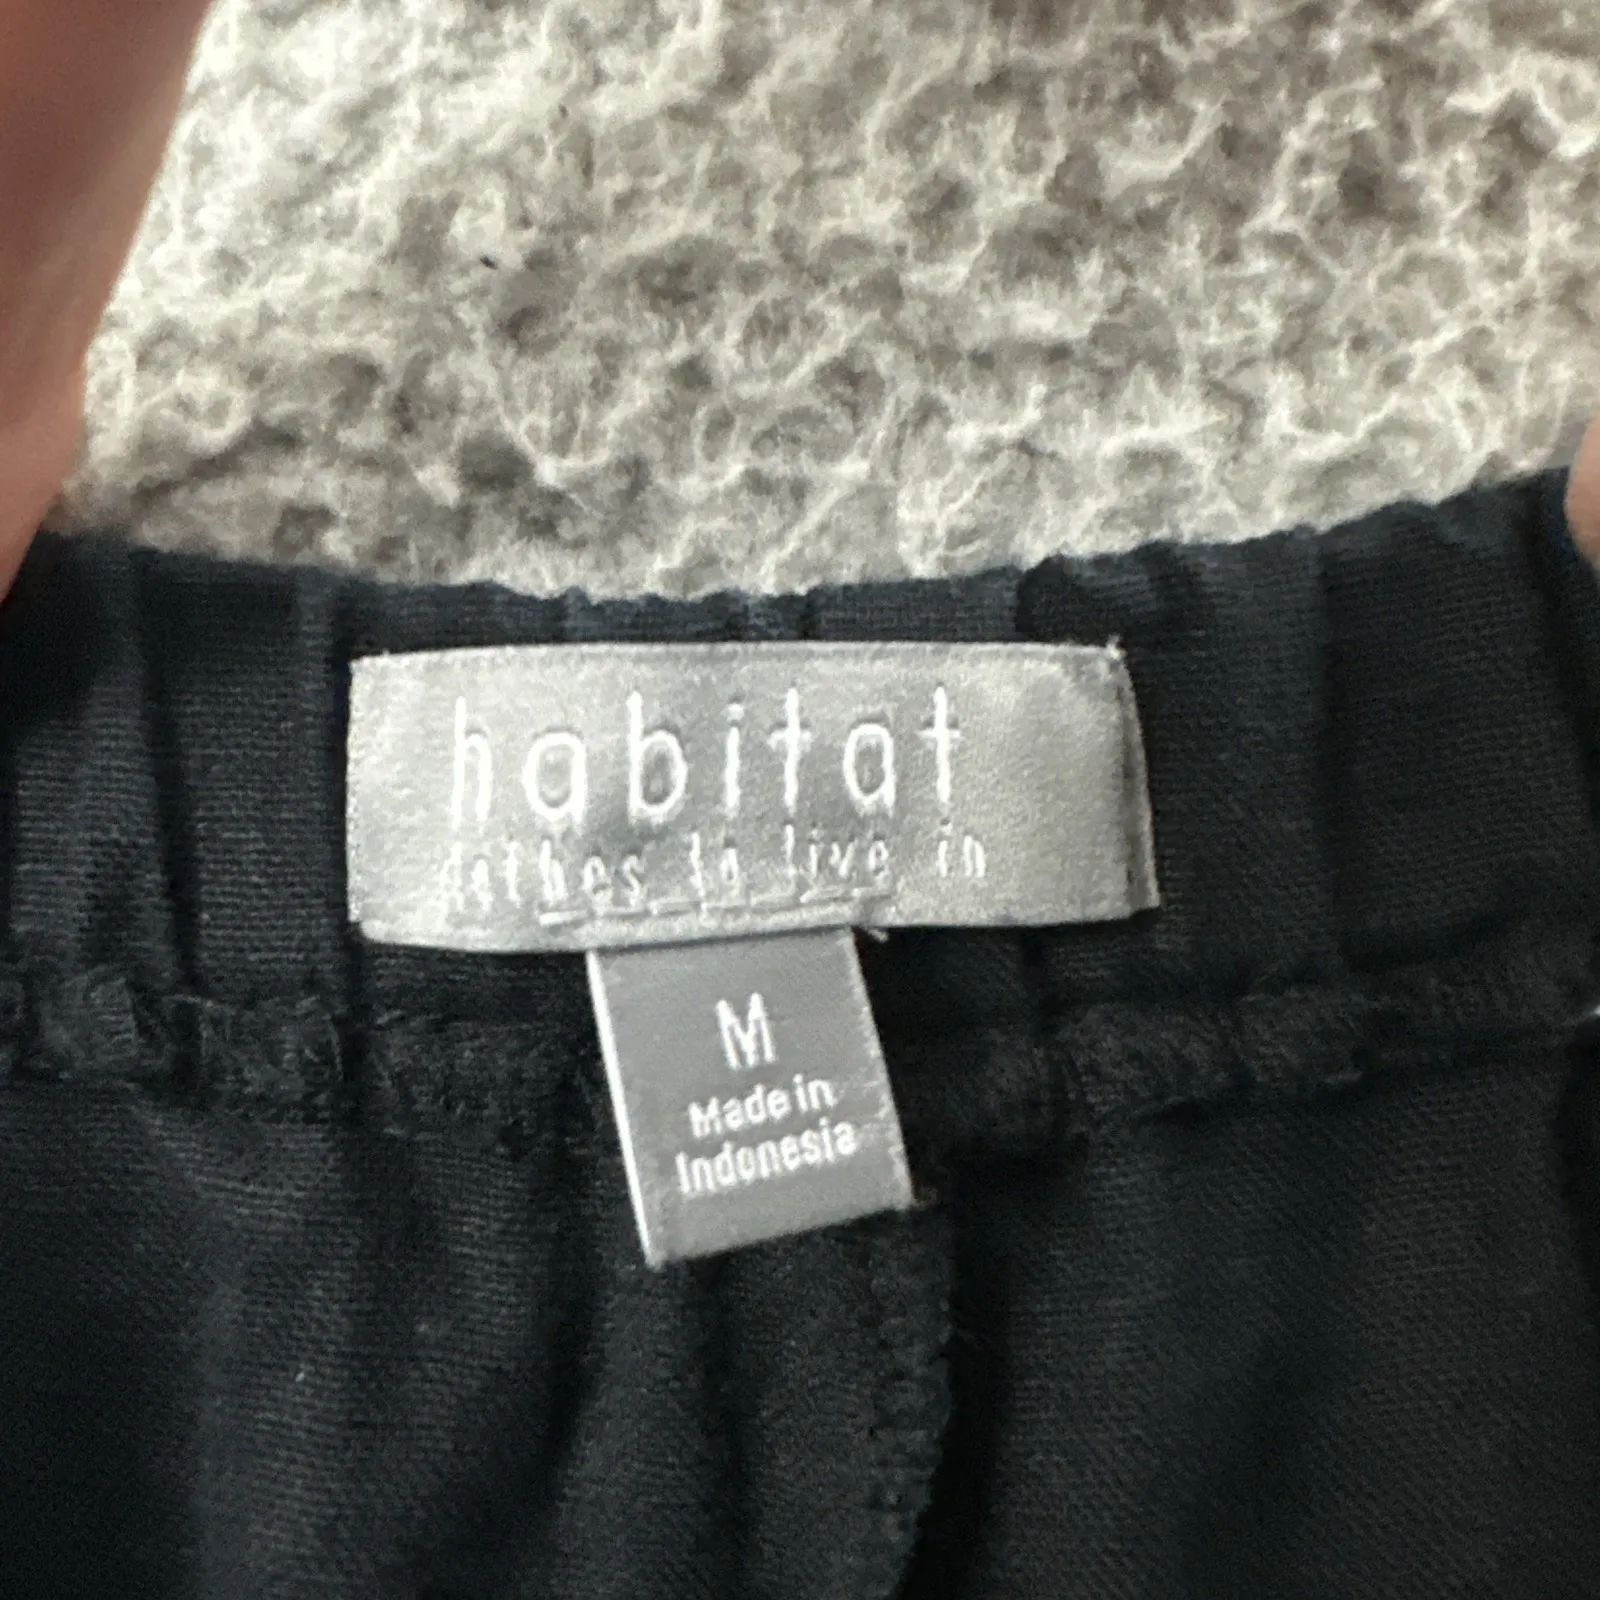 habitat
clothes to live in
M
Made in
Indonesia